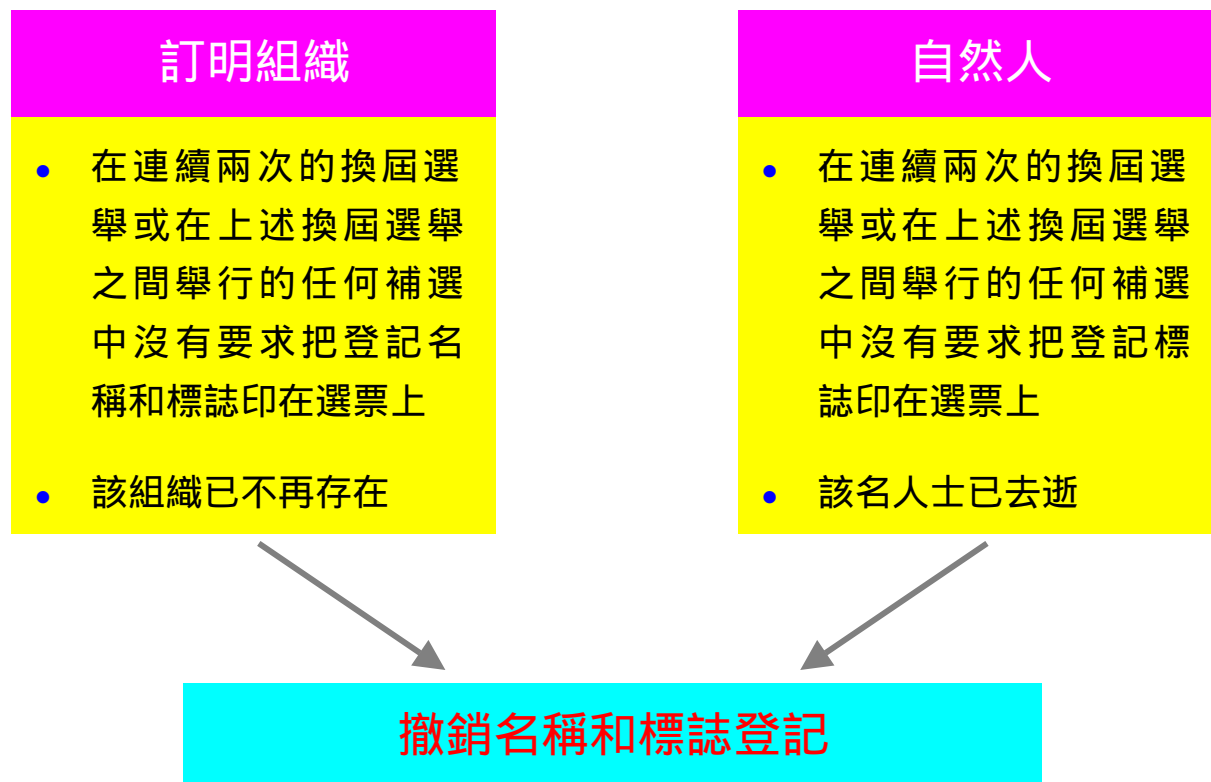 訂明組織
• 在連續兩次的換屆選
舉或在上述換屆選舉
之間舉行的任何補選
中沒有要求把登記名
稱和標誌印在選票上
• 該組織已不再存在
自然人
• 在連續兩次的換屆選
舉或在上述換屆選舉
之間舉行的任何補選
中沒有要求把登記標
誌印在選票上
• 該名人士已去逝
撤銷名稱和標誌登記